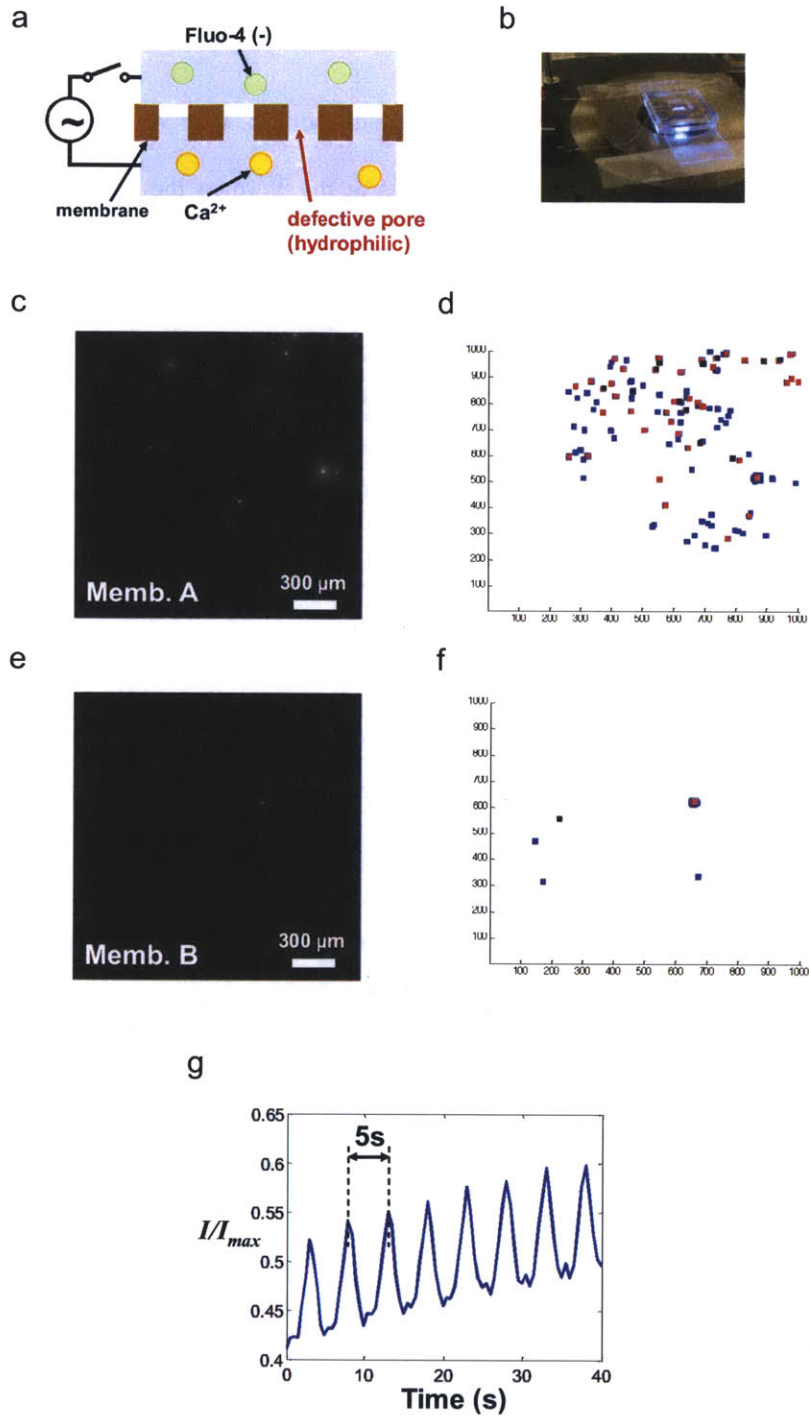 a
b
Fluo-4 (-)
~
membrane
Ca²⁺
defective pore
(hydrophilic)
c
d
Memb. A
300 µm
1000
900
800
700
600
500
400
300
200
100
100 200 300 400 500 600 700 800 900 1000
e
f
Memb. B
300 µm
1000
900
800
700
600
500
400
300
200
100
100 200 300 400 500 600 700 800 900 1000
g
0.65
0.6
0.55
0.5
0.45
0.4
I/Imax
5s
0 10 20 30 40
Time (s)